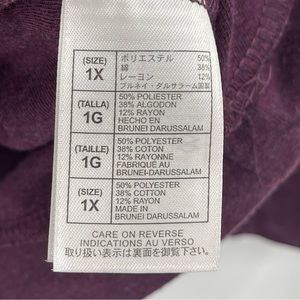 (SIZE)
1X
ポリエステル 50%
綿 38%
レーヨン 12%
ブルネイ・ダルサラーム国製
(TALLA)
1G
50% POLIESTER
38% ALGODON
12% RAYON
HECHO EN
BRUNEI DARUSSALAM
(TAILLE)
1G
50% POLYESTER
38% COTON
12% RAYONNE
FABRIQUÉ AU
BRUNEI-DARUSSALAM
(SIZE)
1X
50% POLYESTER
38% COTTON
12% RAYON
MADE IN
BRUNEI DARUSSALAM
CARE ON REVERSE
INDICATIONS AU VERSO
取り扱い表示は裏面を御覧下さい。